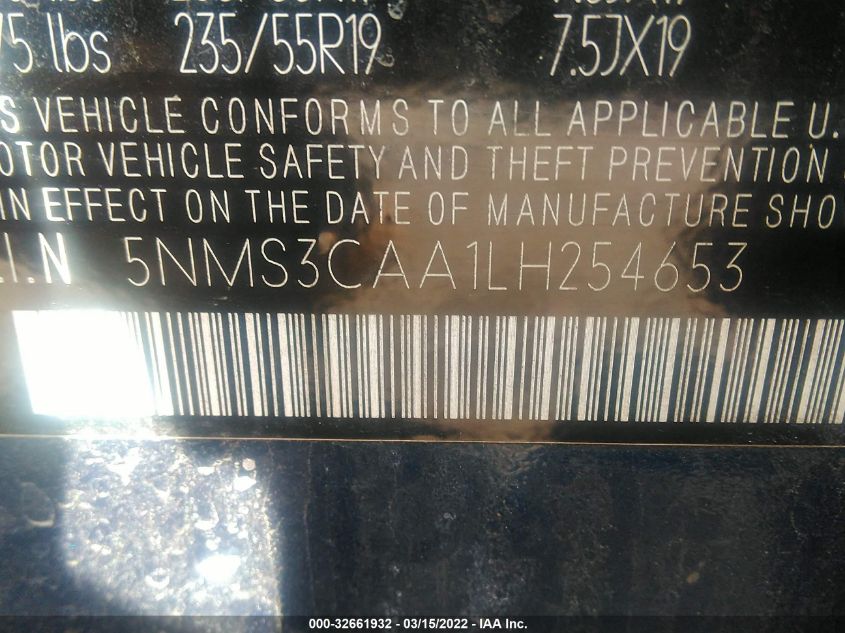 75 lbs 235/55R19 7.5JX19
S VEHICLE CONFORMS TO ALL APPLICABLE U.
OTOR VEHICLE SAFETY AND THEFT PREVENTION
IN EFFECT ON THE DATE OF MANUFACTURE SHO
.I.N 5NMS3CAA1LH254653
000-32661932 - 03/15/2022 - IAA Inc.